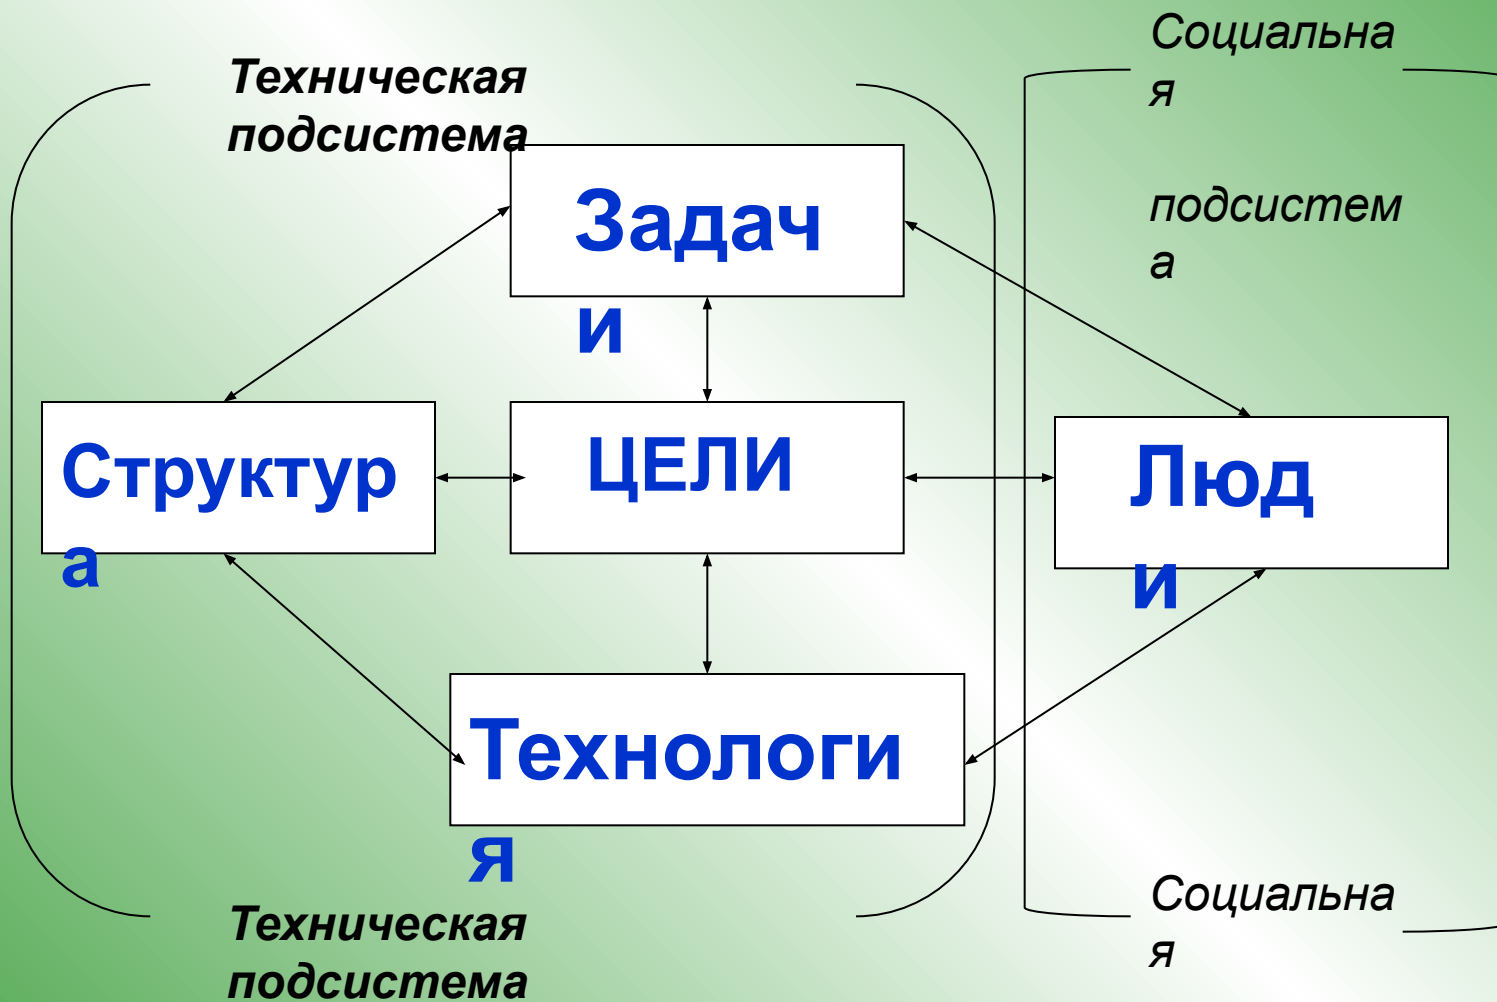 Техническая
подсистема
Социальна
я
подсистем
а
Задач
и
Структур
а
ЦЕЛИ
Люд
и
Технологи
я
Техническая
подсистема
Социальна
я